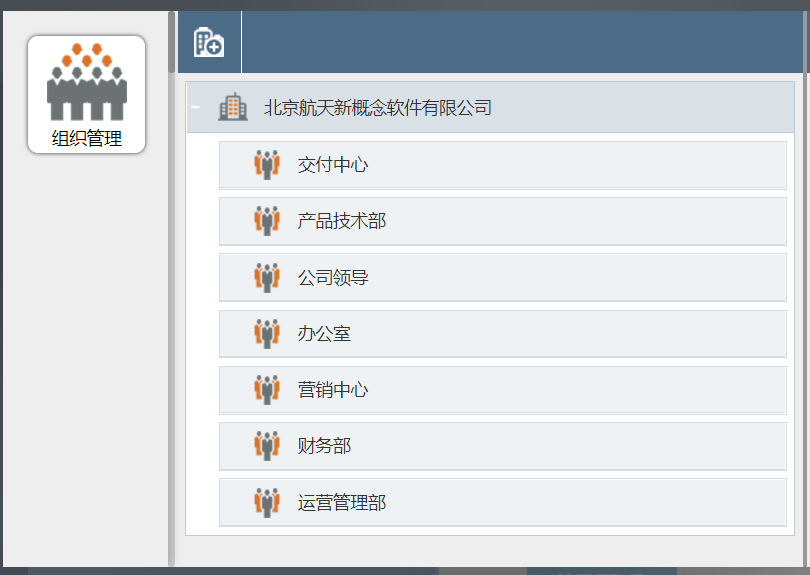 组织管理
北京航天新概念软件有限公司
交付中心
产品技术部
公司领导
办公室
营销中心
财务部
运营管理部